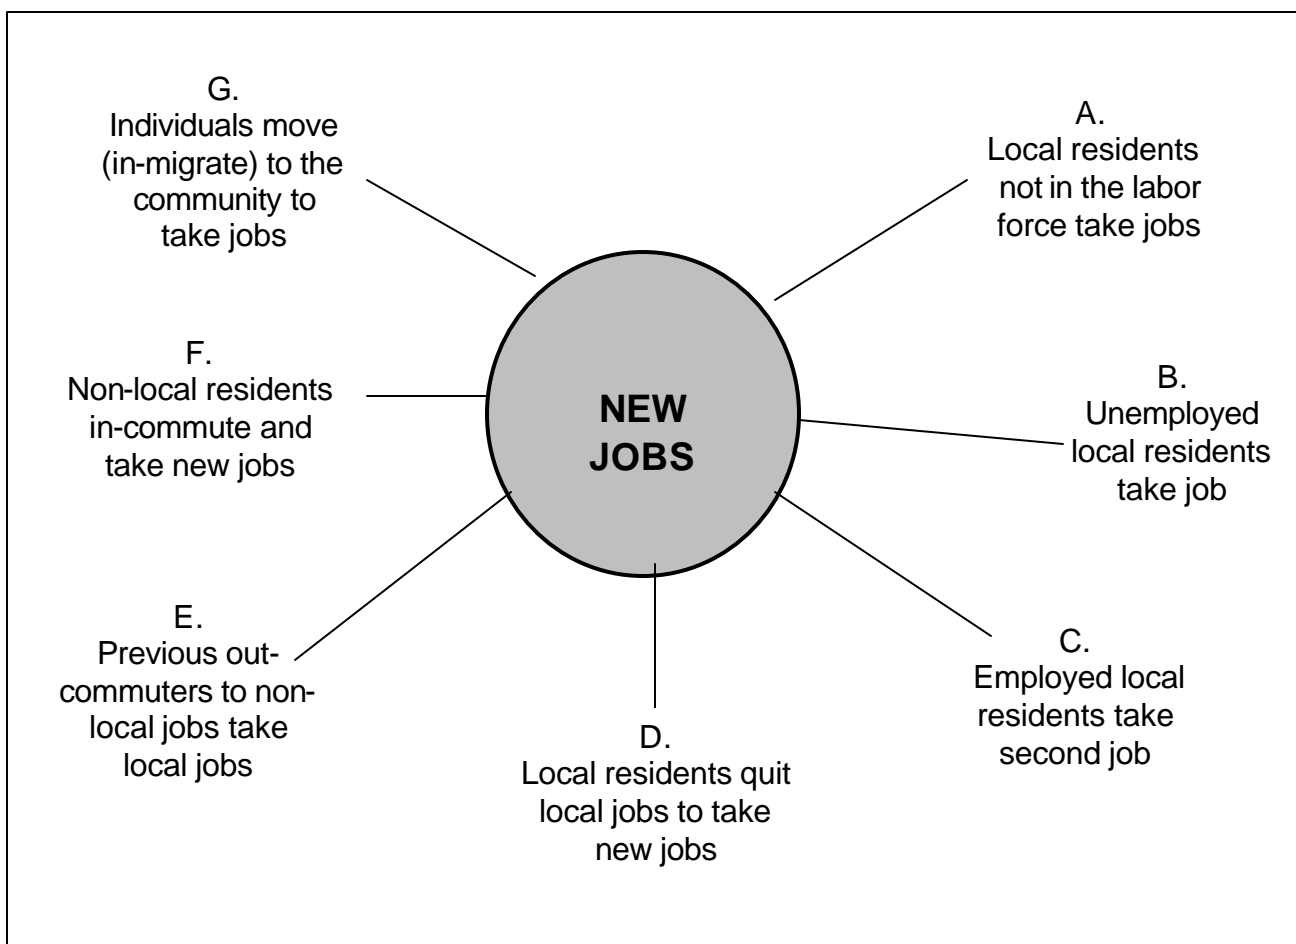 G.
Individuals move
(in-migrate) to the
community to
take jobs
A.
Local residents
not in the labor
force take jobs
F.
Non-local residents
in-commute and
take new jobs
NEW
JOBS
B.
Unemployed
local residents
take job
E.
Previous out-
commuters to non-
local jobs take
local jobs
D.
Local residents quit
local jobs to take
new jobs
C.
Employed local
residents take
second job